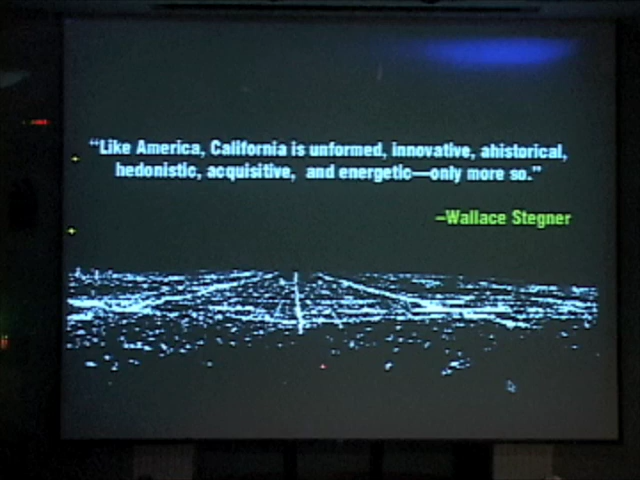 “Like America, California is unformed, innovative, ahistorical,
hedonistic, acquisitive, and energetic—only more so.”
–Wallace Stegner